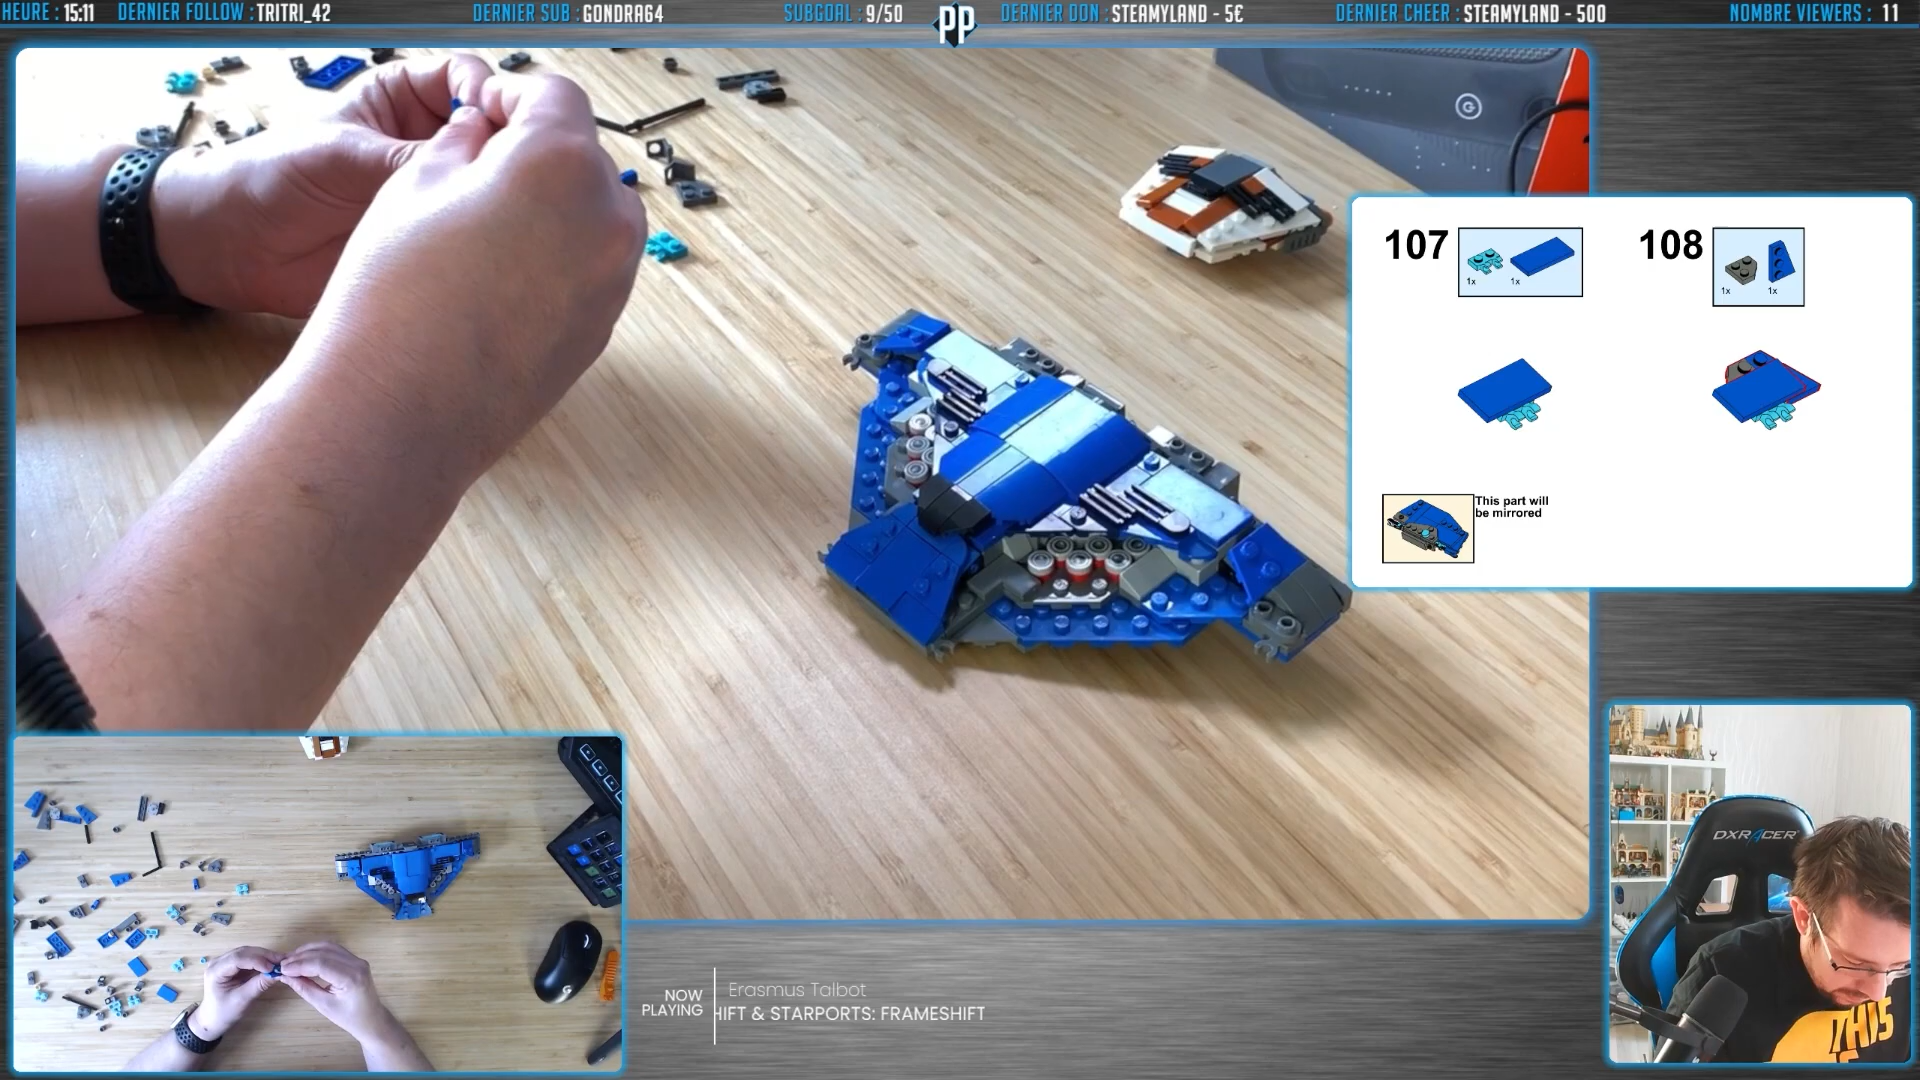 HEURE : 15:11
DERNIER FOLLOW : TRITRI_42
DERNIER SUB : GONDRA64
SUBGOAL : 9/50
PP
DERNIER DON : STEAMYLAND - 5€
DERNIER CHEER : STEAMYLAND - 500
NOMBRE VIEWERS : 11
107
1x
1x
108
1x
1x
This part will
be mirrored
DXRACER
THIS
NOW
PLAYING
Erasmus Talbot
HIFT & STARPORTS: FRAMESHIFT